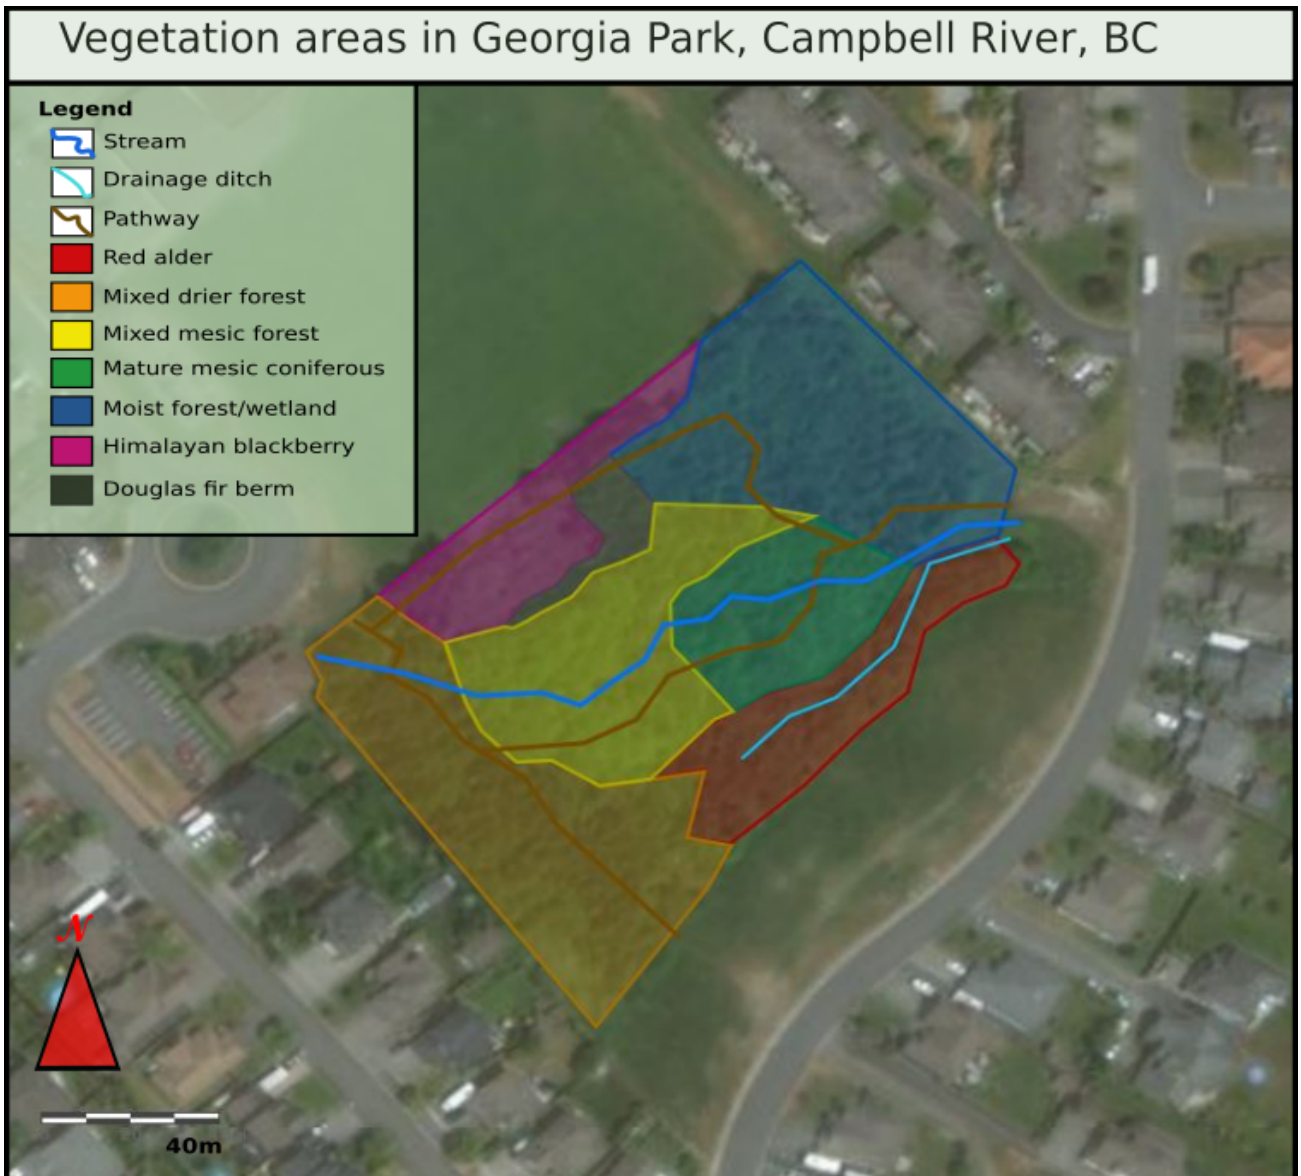 Vegetation areas in Georgia Park, Campbell River, BC
Legend
Stream
Drainage ditch
Pathway
Red alder
Mixed drier forest
Mixed mesic forest
Mature mesic coniferous
Moist forest/wetland
Himalayan blackberry
Douglas fir berm
N
40m